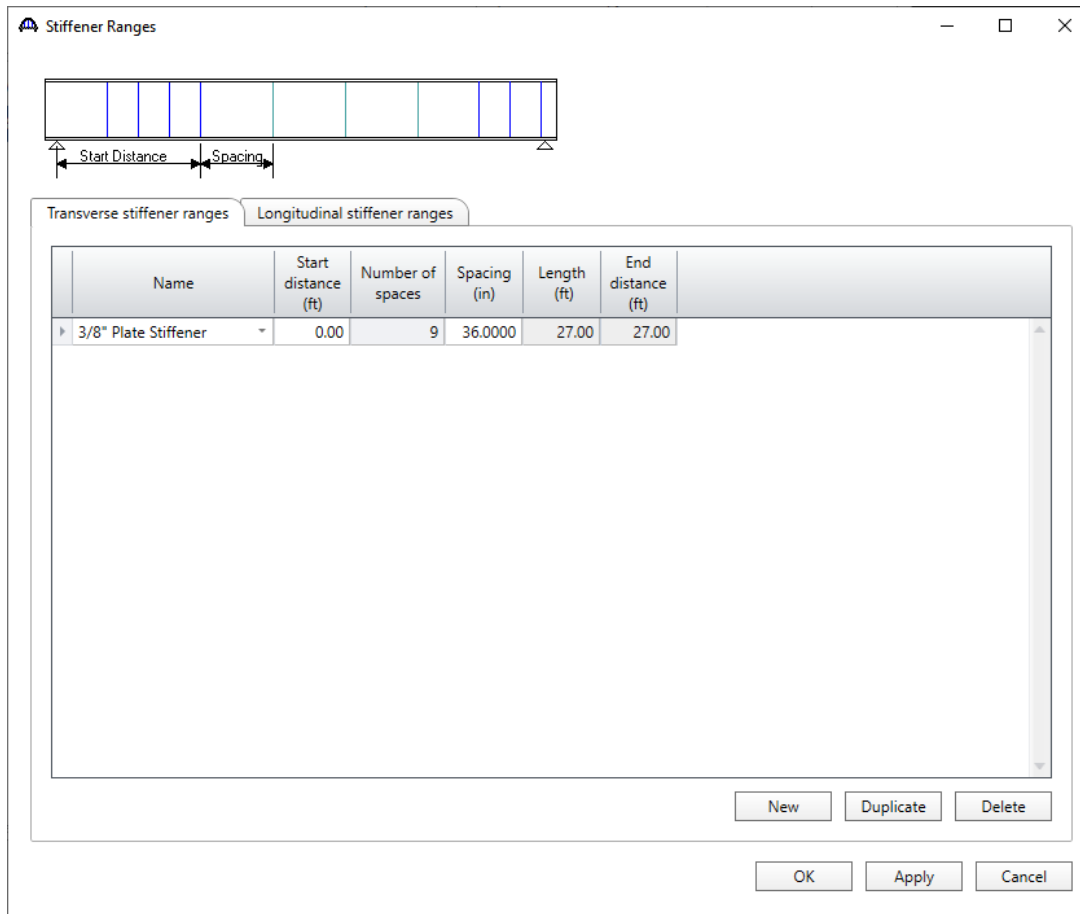 Stiffener Ranges
Start Distance Spacing
Transverse stiffener ranges Longitudinal stiffener ranges
Name
Start
distance
(ft)
Number of
spaces
Spacing
(in)
Length
(ft)
End
distance
(ft)
3/8" Plate Stiffener 0.00 9 36.0000 27.00 27.00
New Duplicate Delete
OK Apply Cancel